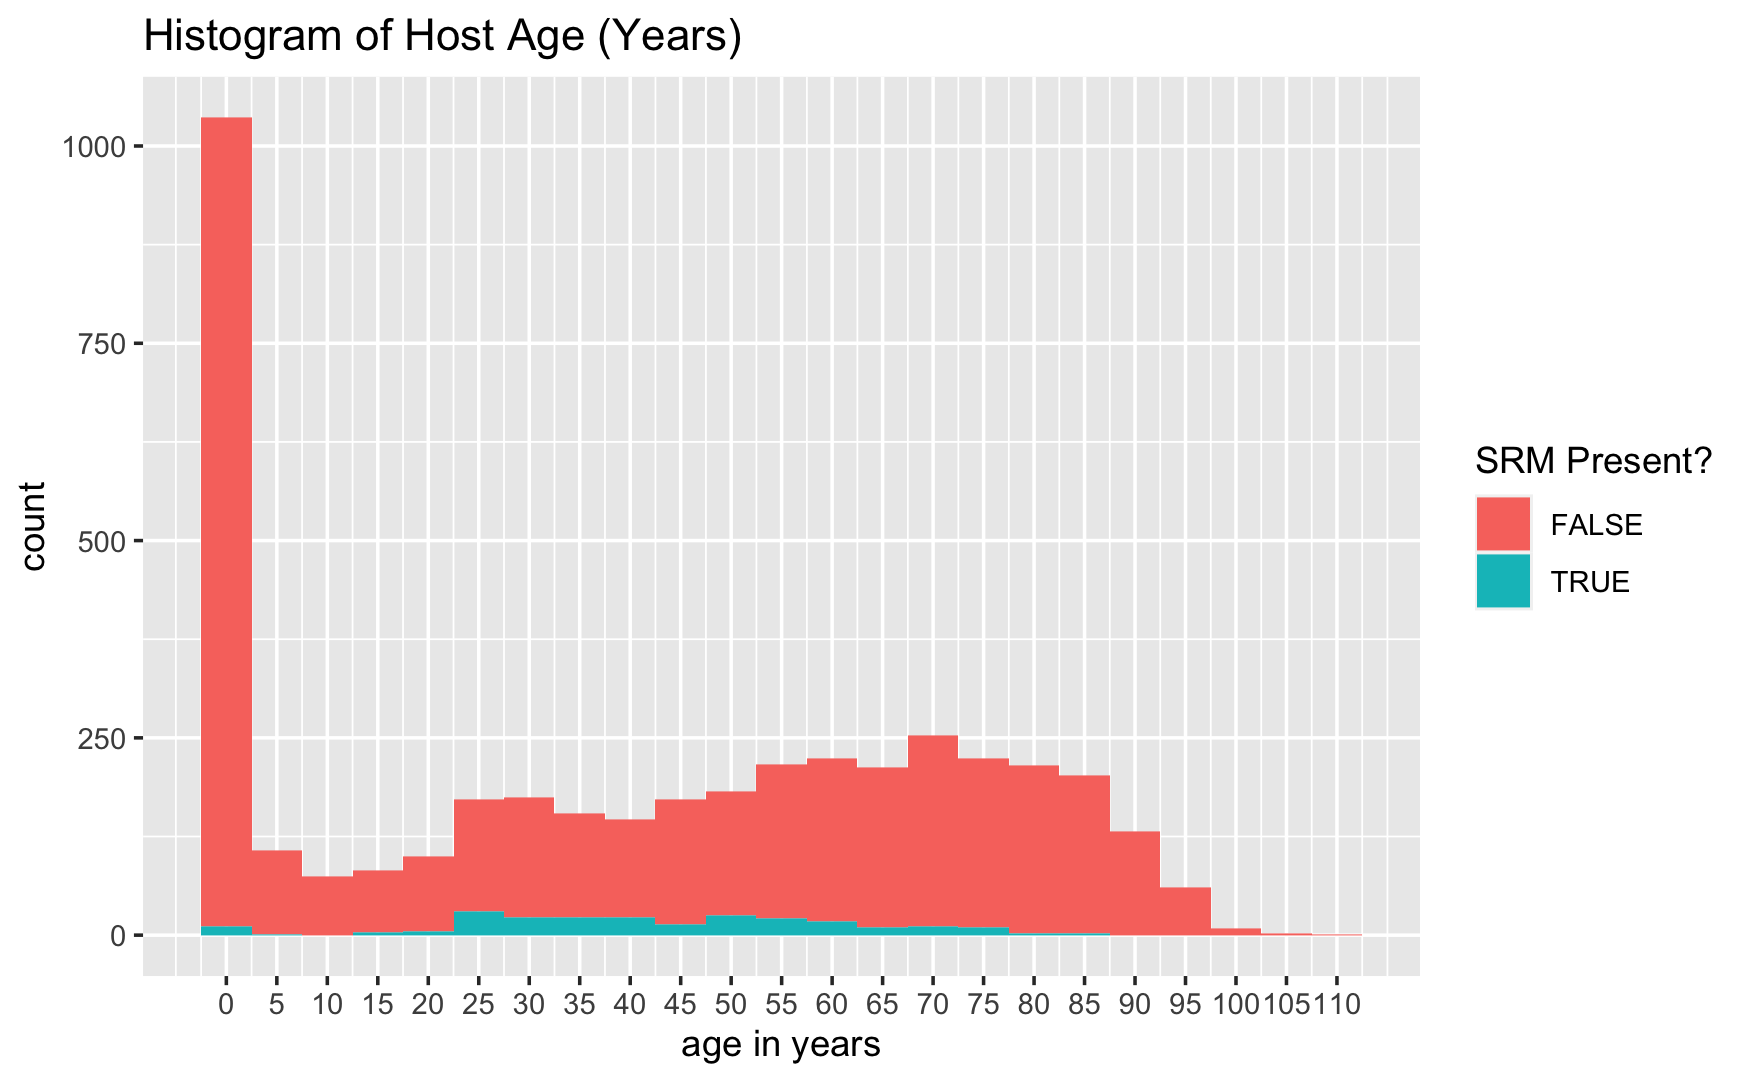 Histogram of Host Age (Years)
1000
750
500
250
0
count
0 5 10 15 20 25 30 35 40 45 50 55 60 65 70 75 80 85 90 95 100 105 110
age in years
SRM Present?
FALSE
TRUE